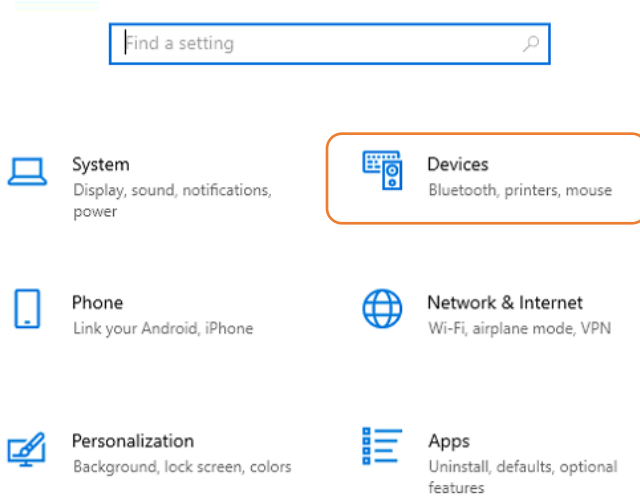 Find a setting
System
Display, sound, notifications,
power
Devices
Bluetooth, printers, mouse
Phone
Link your Android, iPhone
Network & Internet
Wi-Fi, airplane mode, VPN
Personalization
Background, lock screen, colors
Apps
Uninstall, defaults, optional
features